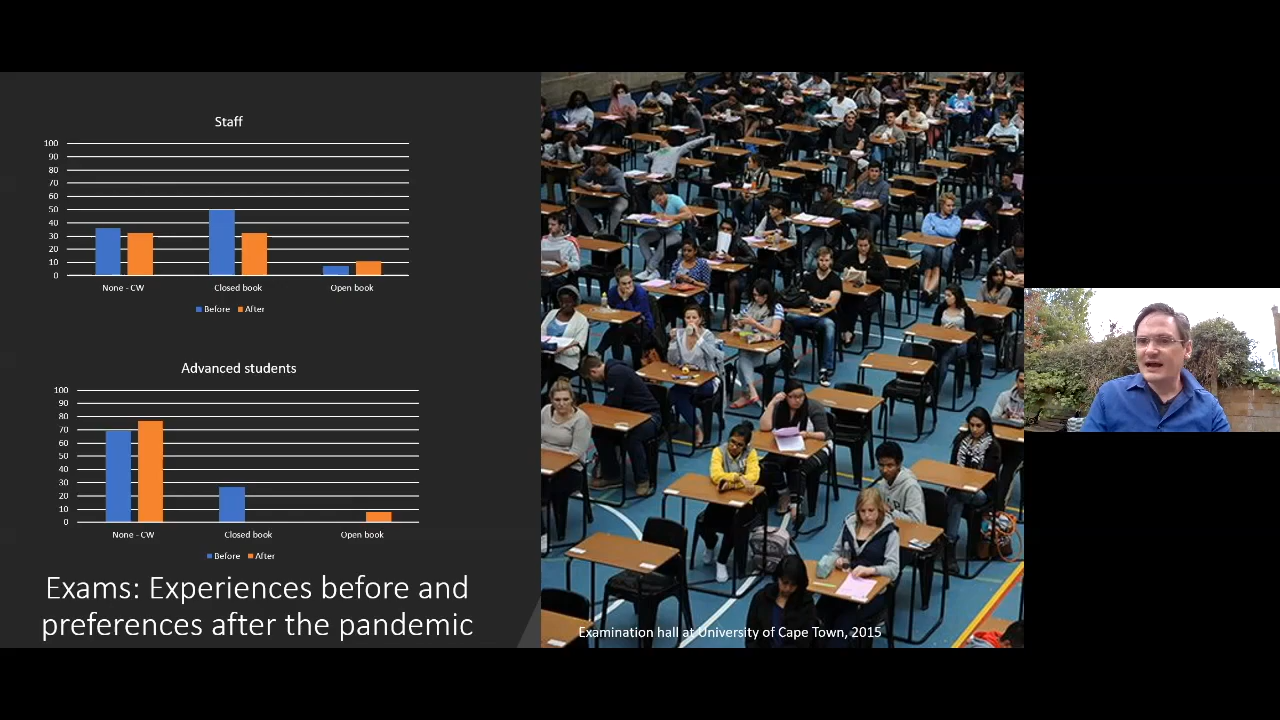 Staff
100
90
80
70
60
50
40
30
20
10
0
None - CW Closed book Open book
Before After
Advanced students
100
90
80
70
60
50
40
30
20
10
0
None - CW Closed book Open book
Before After
Exams: Experiences before and
preferences after the pandemic
Examination hall at University of Cape Town, 2015